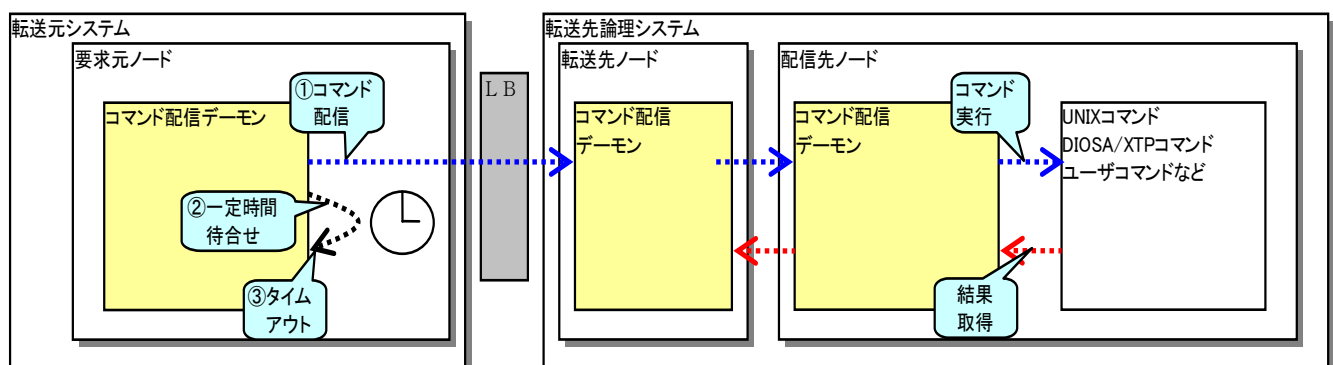 転送元システム
要求元ノード
コマンド配信デーモン
①コマンド
配信
②一定時間
待合せ
③タイム
アウト
ＬＢ
転送先論理システム
転送先ノード
コマンド配信
デーモン
配信先ノード
コマンド配信
デーモン
コマンド
実行
UNIXコマンド
DIOSA/XTPコマンド
ユーザコマンドなど
結果
取得